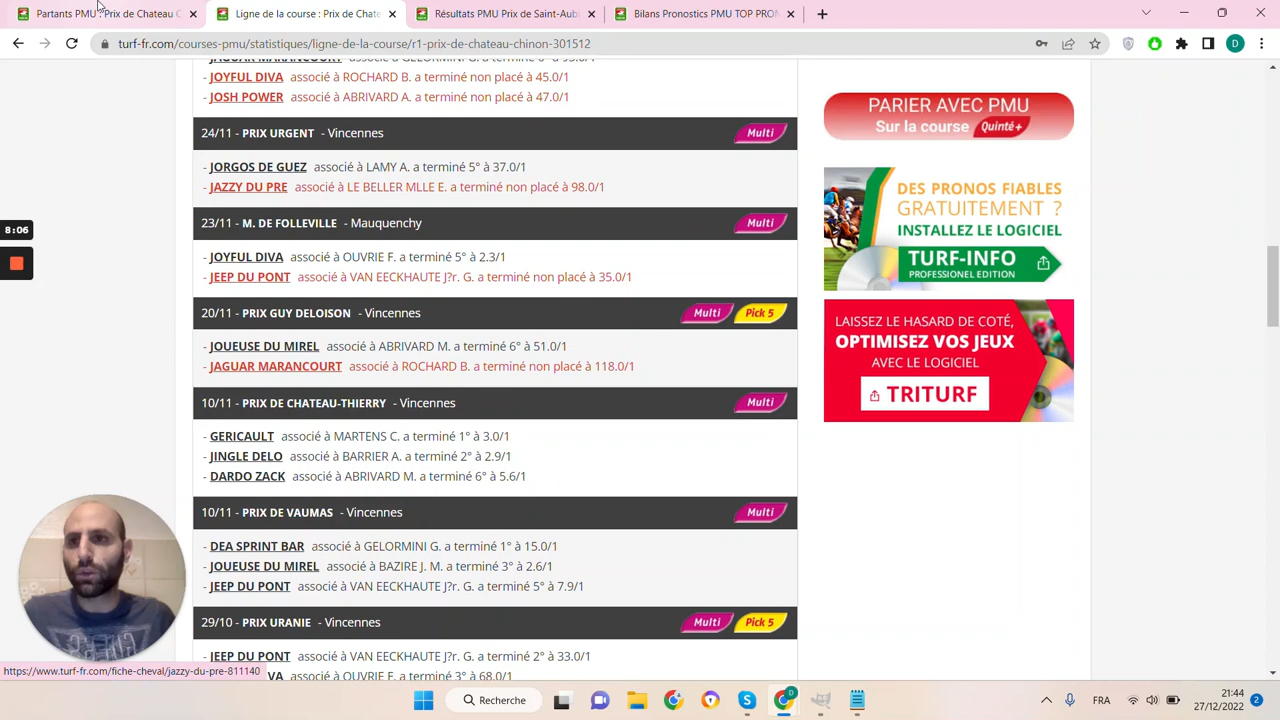 Partants PMU : Prix de Chateau C
Ligne de la course : Prix de Chate
Résultats PMU Prix de Saint-Aubi
Bilans Pronostics PMU TOP PRON
turf-fr.com/courses-pmu/statistiques/ligne-de-la-course/r1-prix-de-chateau-chinon-301512
D
- JOYFUL DIVA associé à ROCHARD B. a terminé non placé à 45.0/1
- JOSH POWER associé à ABRIVARD A. a terminé non placé à 47.0/1
24/11 - PRIX URGENT - Vincennes Multi
- JORGOS DE GUEZ associé à LAMY A. a terminé 5° à 37.0/1
- JAZZY DU PRE associé à LE BELLER MLLE E. a terminé non placé à 98.0/1
23/11 - M. DE FOLLEVILLE - Mauquenchy Multi
- JOYFUL DIVA associé à OUVRIE F. a terminé 5° à 2.3/1
- JEEP DU PONT associé à VAN EECKHAUTE J?r. G. a terminé non placé à 35.0/1
20/11 - PRIX GUY DELOISON - Vincennes Multi Pick 5
- JOUEUSE DU MIREL associé à ABRIVARD M. a terminé 6° à 51.0/1
- JAGUAR MARANCOURT associé à ROCHARD B. a terminé non placé à 118.0/1
10/11 - PRIX DE CHATEAU-THIERRY - Vincennes Multi
- GERICAULT associé à MARTENS C. a terminé 1° à 3.0/1
- JINGLE DELO associé à BARRIER A. a terminé 2° à 2.9/1
- DARDO ZACK associé à ABRIVARD M. a terminé 6° à 5.6/1
10/11 - PRIX DE VAUMAS - Vincennes Multi
- DEA SPRINT BAR associé à GELORMINI G. a terminé 1° à 15.0/1
- JOUEUSE DU MIREL associé à BAZIRE J. M. a terminé 3° à 2.6/1
- JEEP DU PONT associé à VAN EECKHAUTE J?r. G. a terminé 5° à 7.9/1
29/10 - PRIX URANIE - Vincennes Multi Pick 5
- JEEP DU PONT associé à VAN EECKHAUTE J?r. G. a terminé 2° à 33.0/1
VA associé à OUVRIE F. a terminé 3° à 68.0/1
PARIER AVEC PMU
Sur la course Quinté+
DES PRONOS FIABLES
GRATUITEMENT ?
INSTALLEZ LE LOGICIEL
TURF-INFO
PROFESSIONEL EDITION
LAISSEZ LE HASARD DE COTÉ,
OPTIMISEZ VOS JEUX
AVEC LE LOGICIEL
TRITURF
8:06
https://www.turf-fr.com/fiche-cheval/jazzy-du-pre-811140
Recherche
D
FRA
21:44
27/12/2022
2